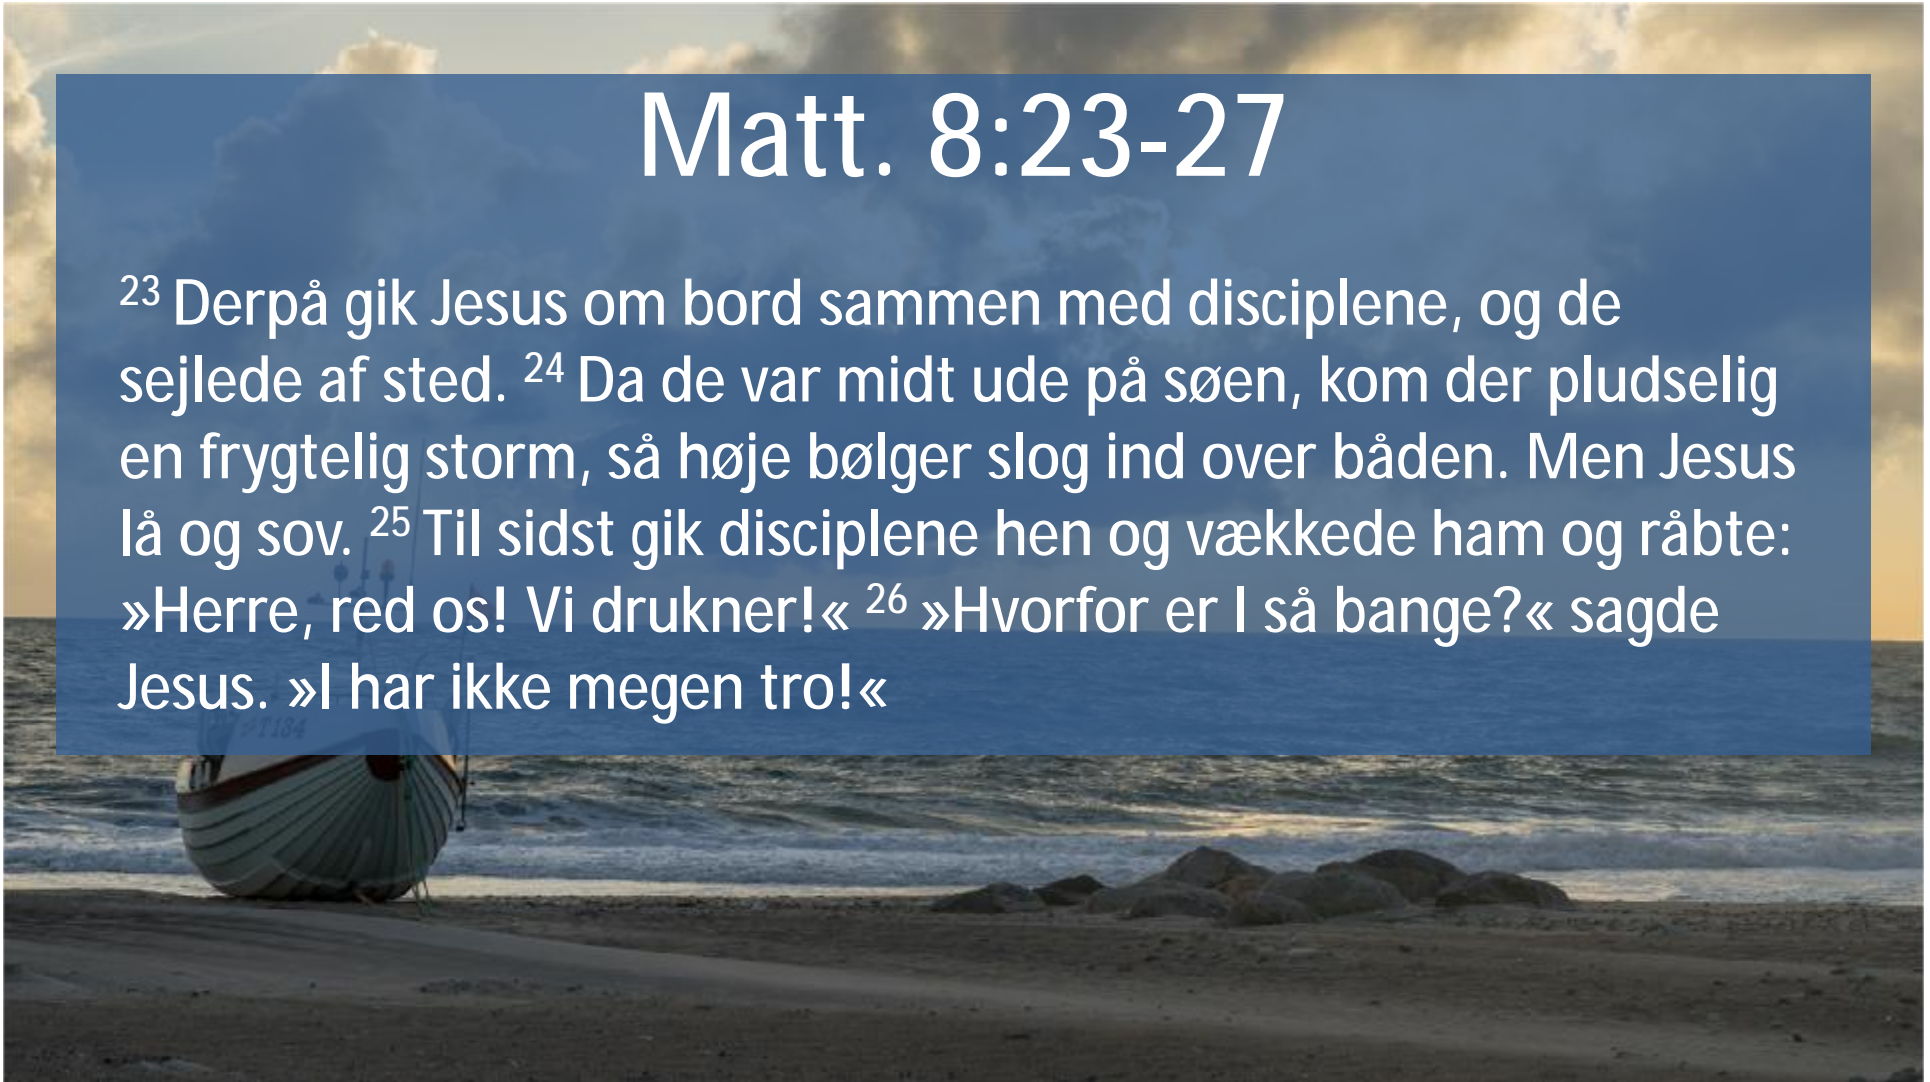 Matt. 8:23-27
23 Derpå gik Jesus om bord sammen med disciplene, og de
sejlede af sted. 24 Da de var midt ude på søen, kom der pludselig
en frygtelig storm, så høje bølger slog ind over båden. Men Jesus
lå og sov. 25 Til sidst gik disciplene hen og vækkede ham og råbte:
»Herre, red os! Vi drukner!« 26 »Hvorfor er I så bange?« sagde
Jesus. »I har ikke megen tro!«
T184